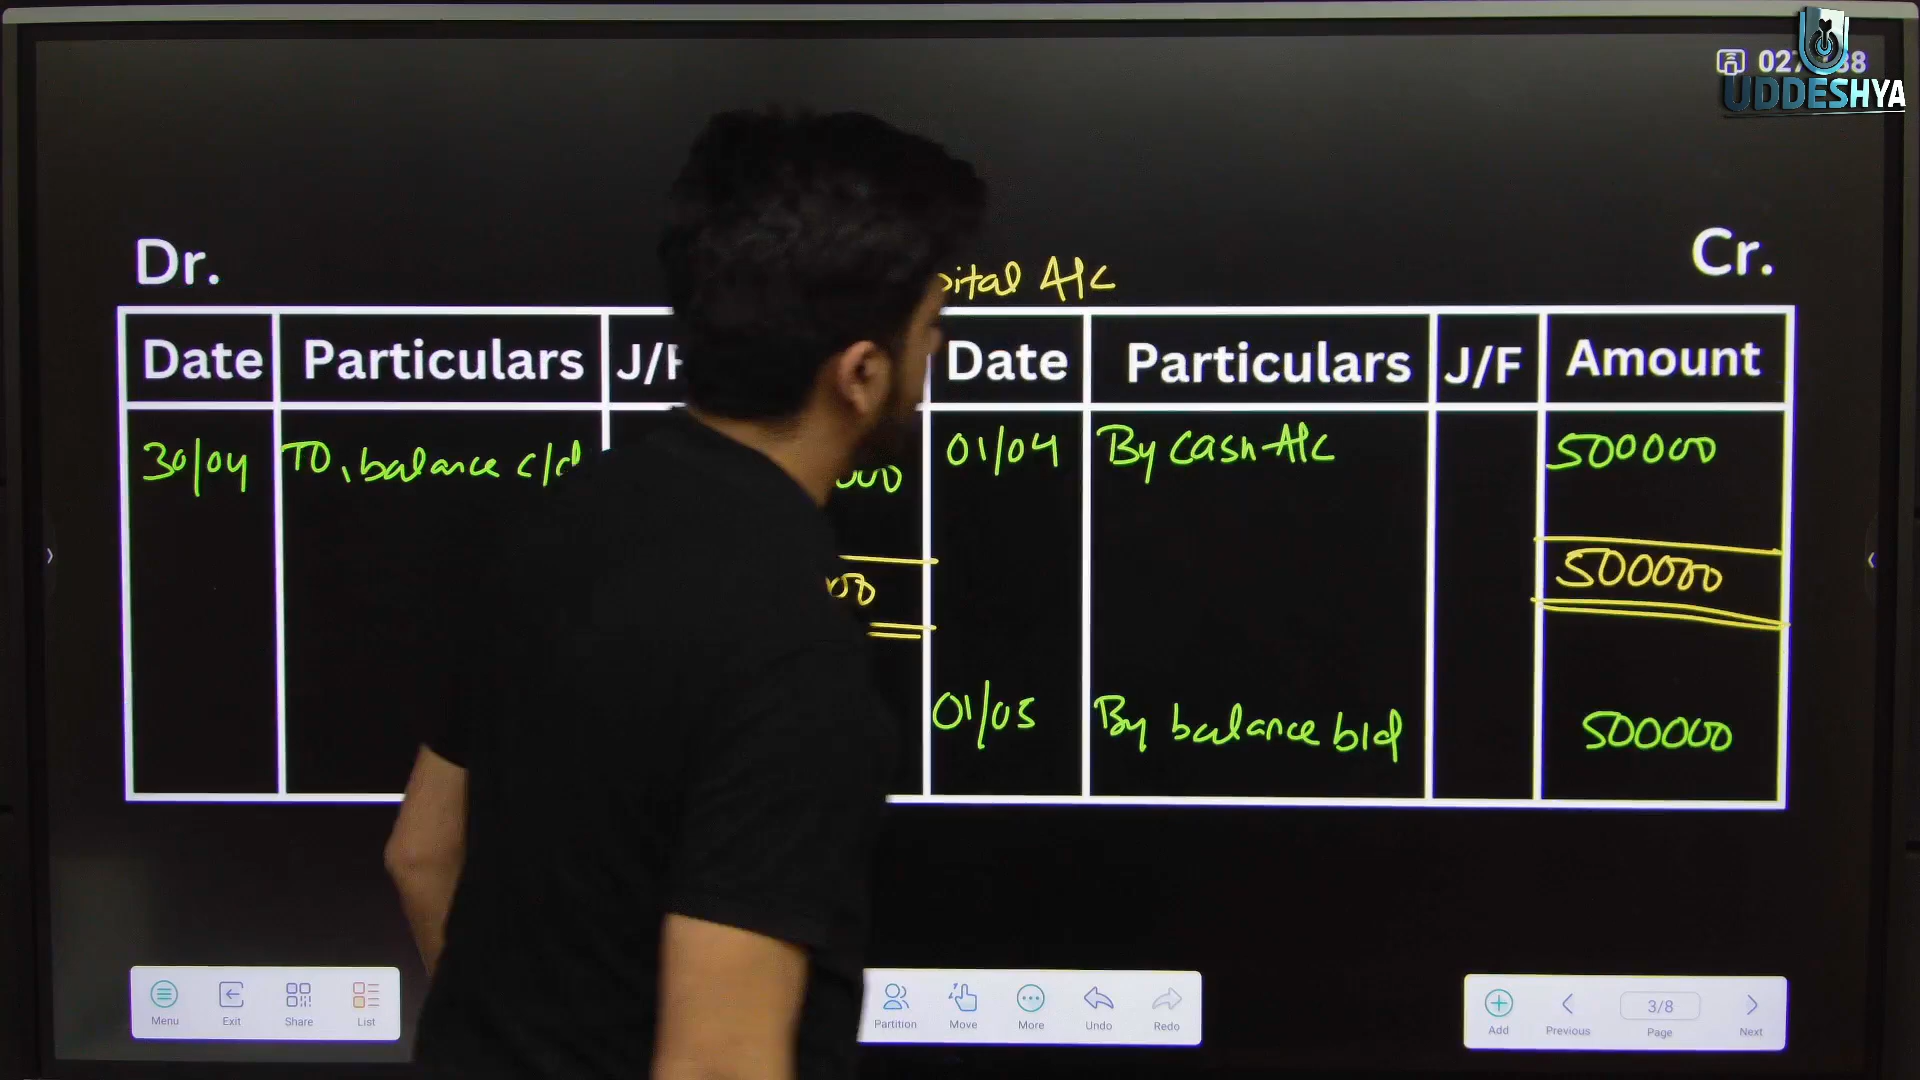 UDDESHYA
Dr.
Cr.
A/C
Date Particulars Date Particulars J/F Amount
30/04 TO, balance c/d 01/04 By cash A/c 500000
500000
01/05 By balance b/d 500000
Menu Exit Share List Partition Move More Undo Redo Add Previous 3/8 Page Next